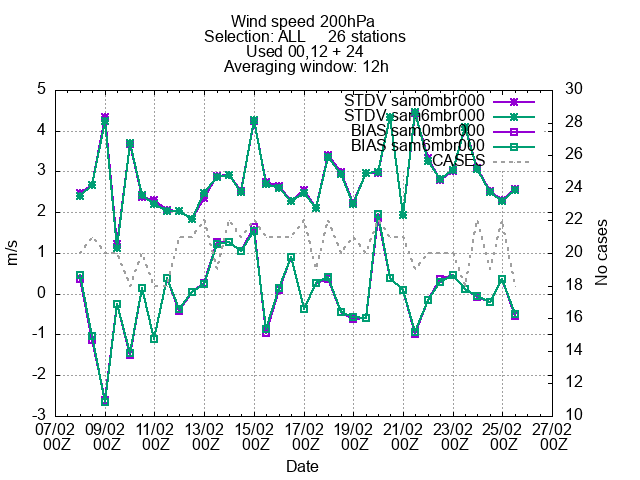 Wind speed 200hPa
Selection: ALL     26 stations
Used 00,12 + 24
Averaging window: 12h
STDV sam0mbr000
STDV sam6mbr000
BIAS sam0mbr000
BIAS sam6mbr000
CASES
5
4
3
2
1
0
-1
-2
-3
m/s
30
28
26
24
22
20
18
16
14
12
10
No cases
07/02 09/02 11/02 13/02 15/02 17/02 19/02 21/02 23/02 25/02 27/02
00Z 00Z 00Z 00Z 00Z 00Z 00Z 00Z 00Z 00Z 00Z
Date